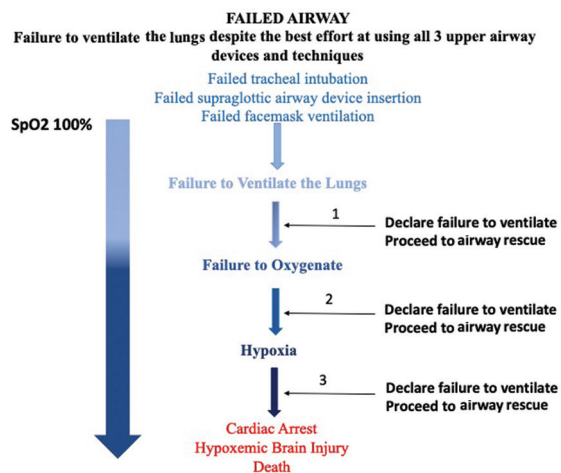 FAILED AIRWAY
Failure to ventilate the lungs despite the best effort at using all 3 upper airway
devices and techniques
Failed tracheal intubation
Failed supraglottic airway device insertion
Failed facemask ventilation
SpO2 100%
Failure to Ventilate the Lungs
1
Declare failure to ventilate
Proceed to airway rescue
Failure to Oxygenate
2
Declare failure to ventilate
Proceed to airway rescue
Hypoxia
3
Declare failure to ventilate
Proceed to airway rescue
Cardiac Arrest
Hypoxemic Brain Injury
Death